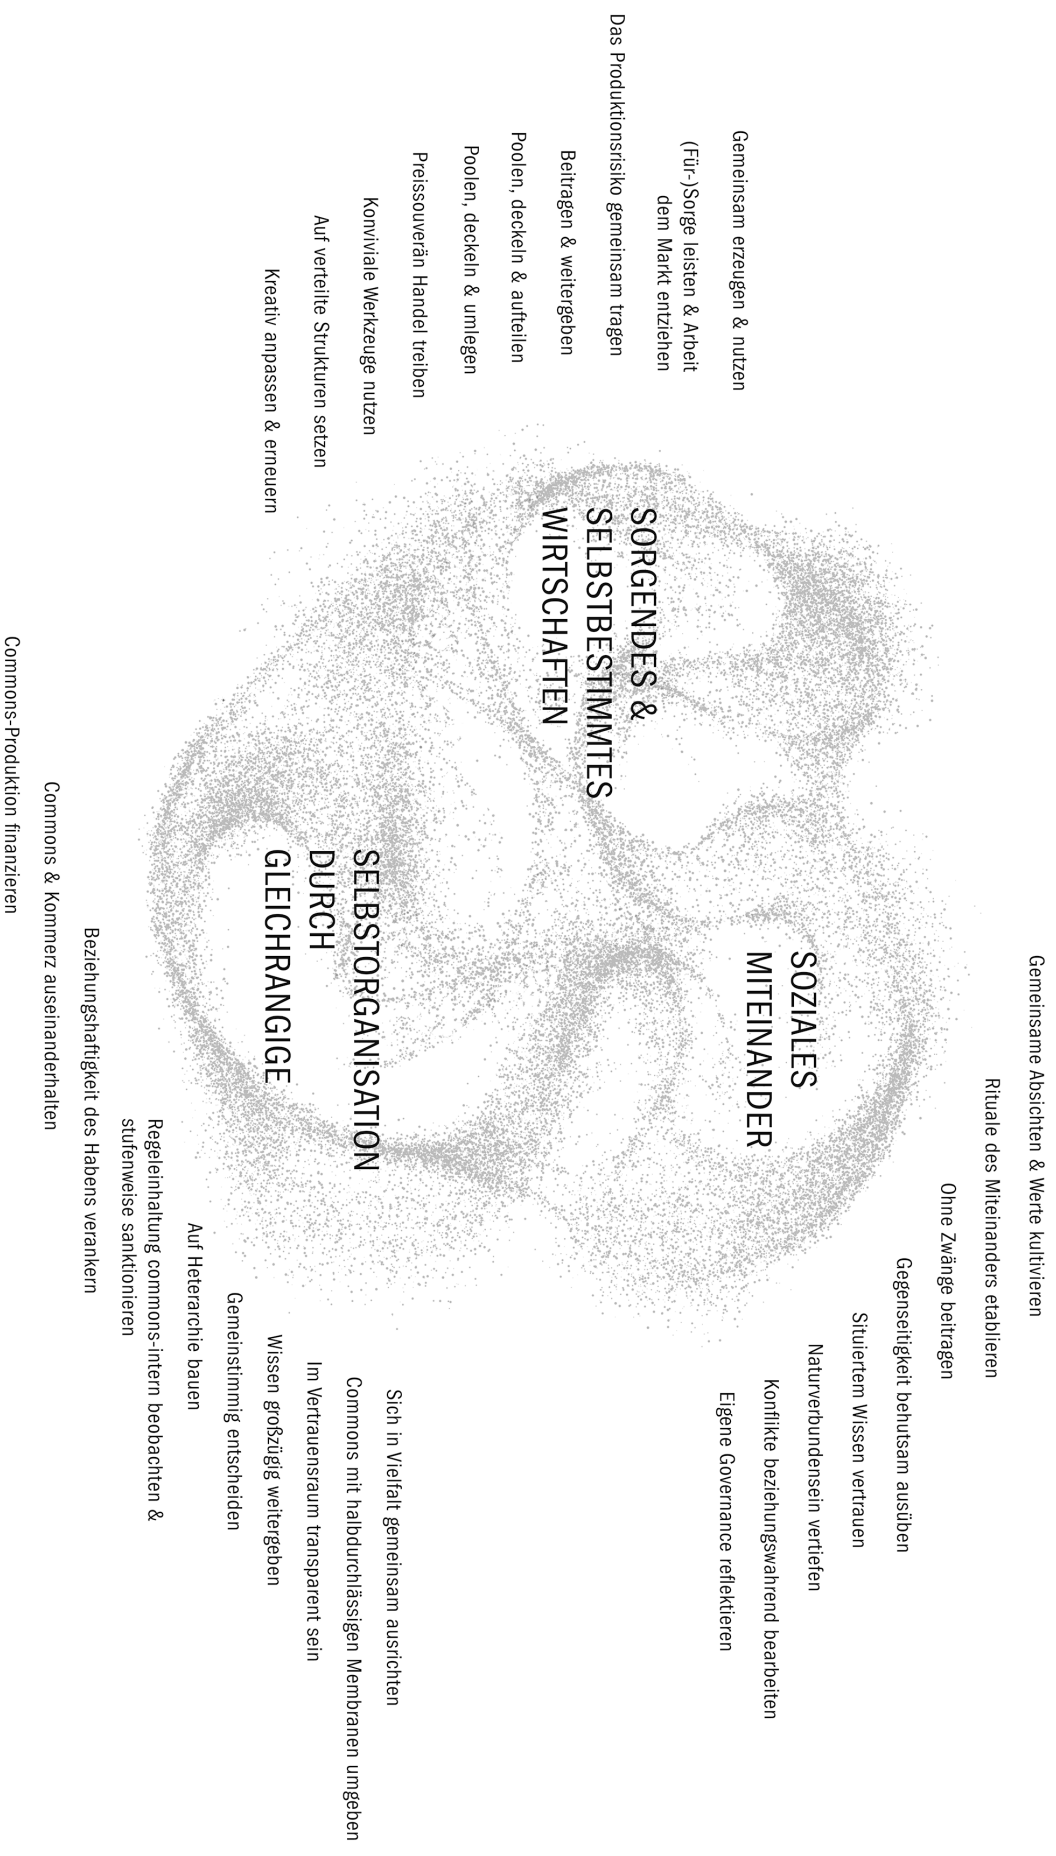 Gemeinsame Absichten & Werte kultivieren
Rituale des Miteinanders etablieren
Ohne Zwänge beitragen
Gegenseitigkeit behutsam ausüben
Situiertem Wissen vertrauen
Naturverbundensein vertiefen
Konflikte beziehungswahrend bearbeiten
Eigene Governance reflektieren
SOZIALES
MITEINANDER
Gemeinsam erzeugen & nutzen
(Für-)Sorge leisten & Arbeit
dem Markt entziehen
Das Produktionsrisiko gemeinsam tragen
Beitragen & weitergeben
Poolen, deckeln & aufteilen
Poolen, deckeln & umlegen
Preissouverän Handel treiben
Konviviale Werkzeuge nutzen
Auf verteilte Strukturen setzen
Kreativ anpassen & erneuern
SORGENDES &
SELBSTBESTIMMTES
WIRTSCHAFTEN
SELBSTORGANISATION
DURCH
GLEICHRANGIGE
Sich in Vielfalt gemeinsam ausrichten
Commons mit halbdurchlässigen Membranen umgeben
Im Vertrauensraum transparent sein
Wissen großzügig weitergeben
Gemeinstimmig entscheiden
Auf Heterarchie bauen
Regeleinhaltung commons-intern beobachten &
stufenweise sanktionieren
Beziehungshaftigkeit des Habens verankern
Commons & Kommerz auseinanderhalten
Commons-Produktion finanzieren